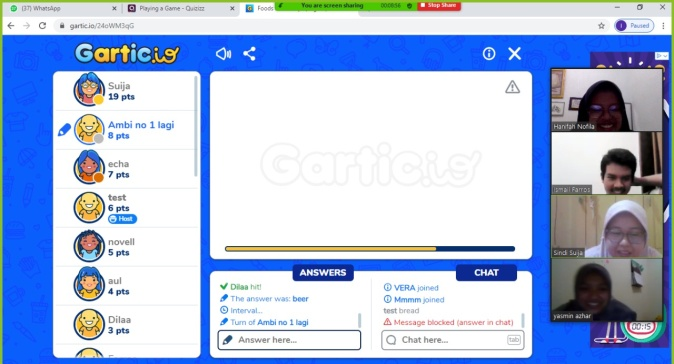 (37) WhatsApp
Playing a Game - Quizizz
Foods
You are screen sharing
00:05:56
Stop Share
gartic.io/24oWM3qG
Paused
Gartic.io
Suija
19 pts
Ambi no 1 lagi
8 pts
echa
7 pts
test
6 pts
Host
novell
5 pts
aul
4 pts
Dilaa
3 pts
Gartic.io
ANSWERS
Dilaa hit!
The answer was: beer
Interval...
Turn of Ambi no 1 lagi
Answer here...
CHAT
VERA joined
Mmmm joined
test bread
Message blocked (answer in chat)
Chat here...
tab
Hanifah Nofila
Ismail Farros
Sindi Suija
yasmin azhar
00:15